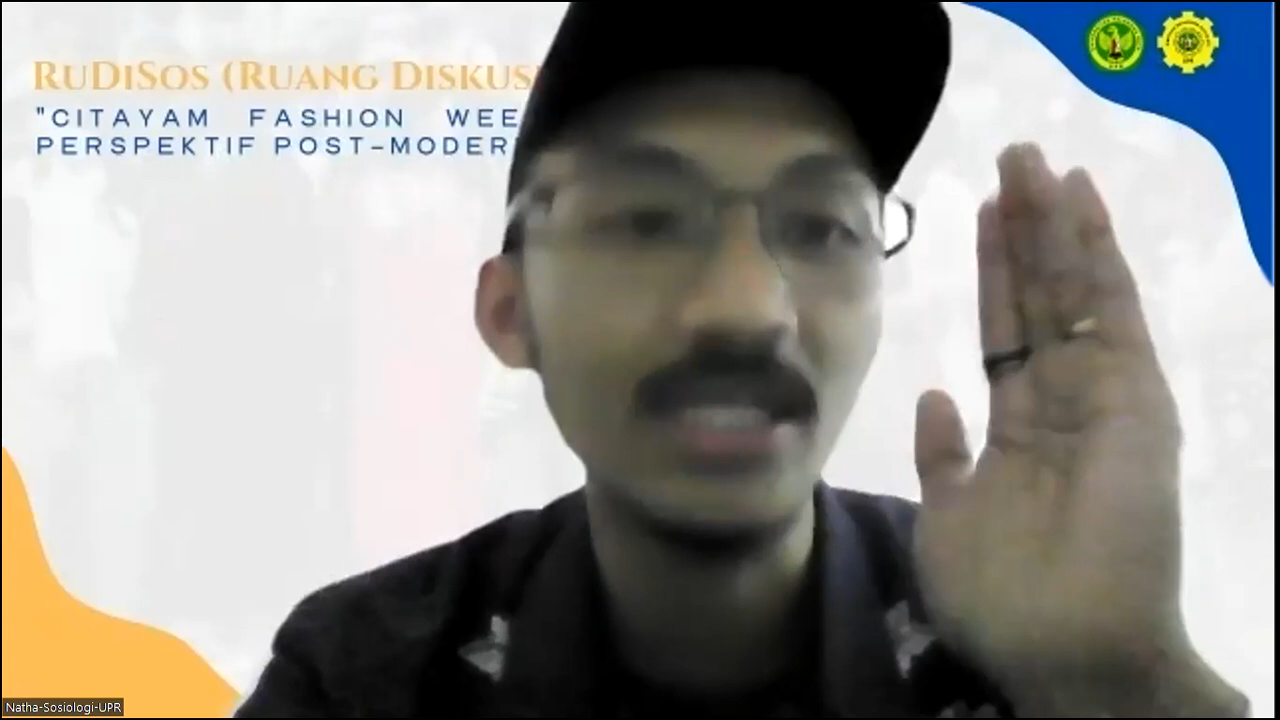 RuDiSos (Ruang Diskus
"CITAYAM FASHION WEE
PERSPEKTIF POST-MODER
Natha-Sosiologi-UPR